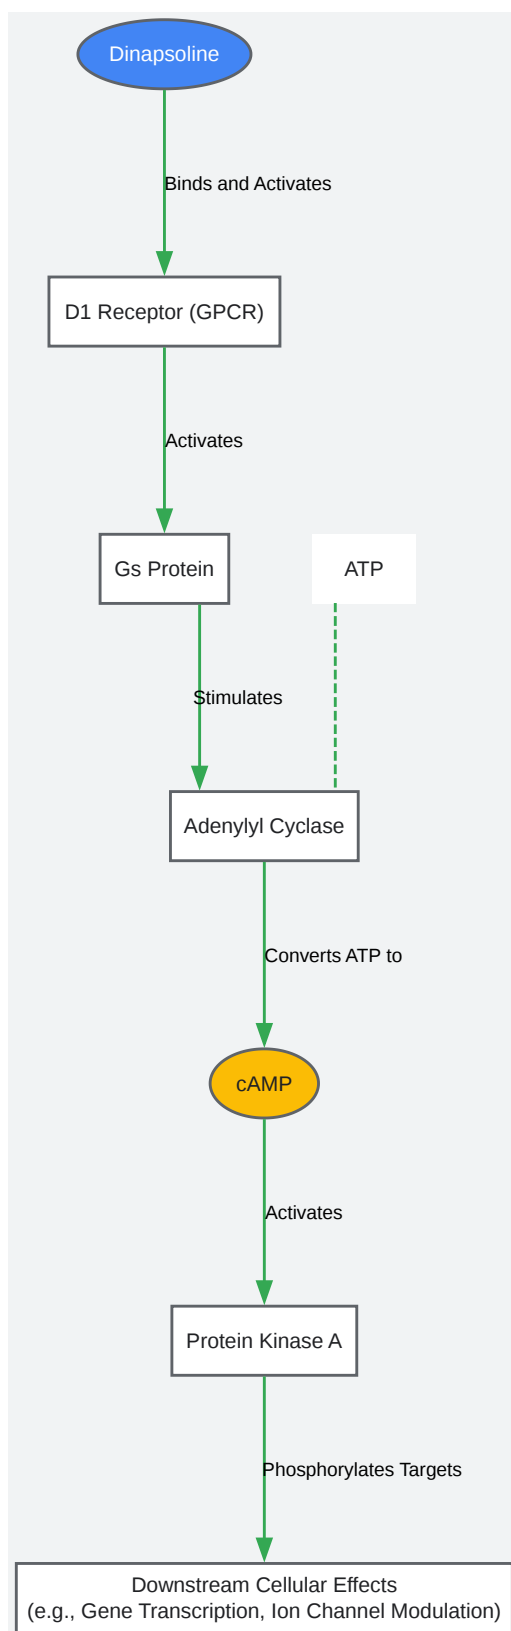 Dinapsoline
Binds and Activates
D1 Receptor (GPCR)
Activates
Gs Protein
ATP
Stimulates
Adenylyl Cyclase
Converts ATP to
cAMP
Activates
Protein Kinase A
Phosphorylates Targets
Downstream Cellular Effects
(e.g., Gene Transcription, Ion Channel Modulation)